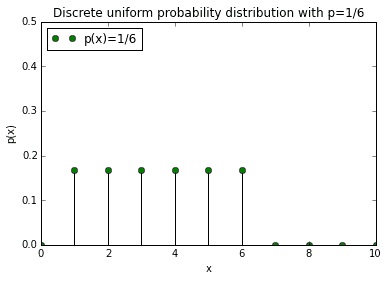 Discrete uniform probability distribution with p=1/6
0.5
p(x)=1/6
0.4
0.3
p(x)
0.2
0.1
0.0
0 2 4 6 8 10
x